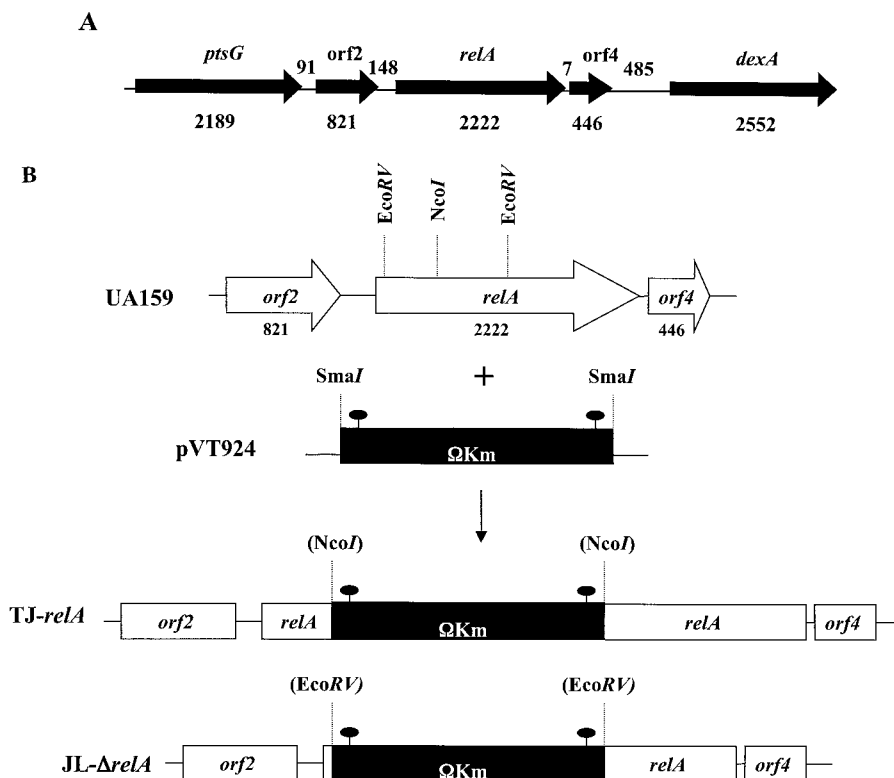 A
ptsG 91 orf2 148 relA 7 orf4 485 dexA
2189 821 2222 446 2552
B
EcoRV NcoI EcoRV
UA159 orf2 relA orf4
821 2222 446
SmaI + SmaI
pVT924 ΩKm
(NcoI) (NcoI)
TJ-relA orf2 relA ΩKm relA orf4
(EcoRV) (EcoRV)
JL-ΔrelA orf2 ΩKm relA orf4